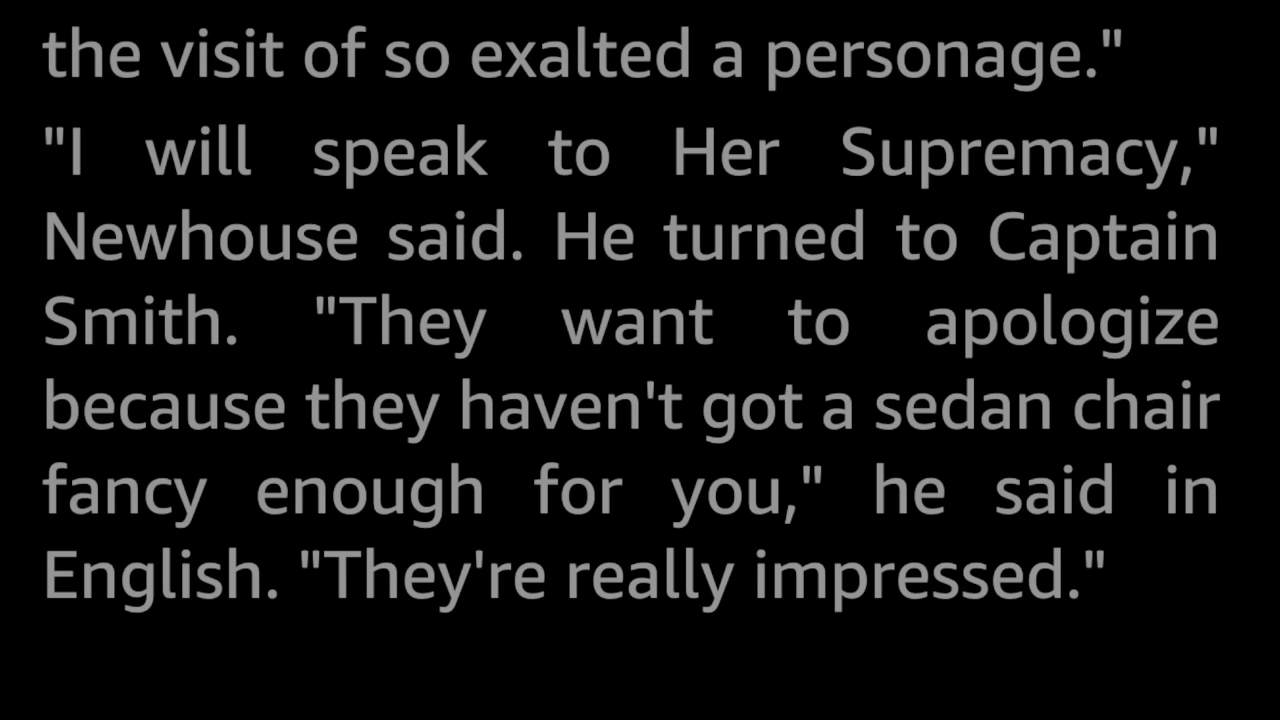 the visit of so exalted a personage."
"I will speak to Her Supremacy,"
Newhouse said. He turned to Captain
Smith. "They want to apologize
because they haven't got a sedan chair
fancy enough for you," he said in
English. "They're really impressed."